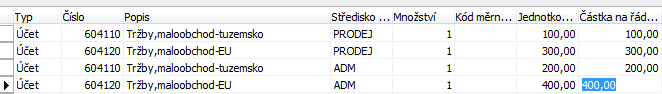 Typ Číslo Popis Středisko ... Množství Kód měrn... Jednotko... Částka na řád...
Účet 604110 Tržby,maloobchod-tuzemsko PRODEJ 1 100,00 100,00
Účet 604120 Tržby,maloobchod-EU PRODEJ 1 300,00 300,00
Účet 604110 Tržby,maloobchod-tuzemsko ADM 1 200,00 200,00
Účet 604120 Tržby,maloobchod-EU ADM 1 400,00 400,00